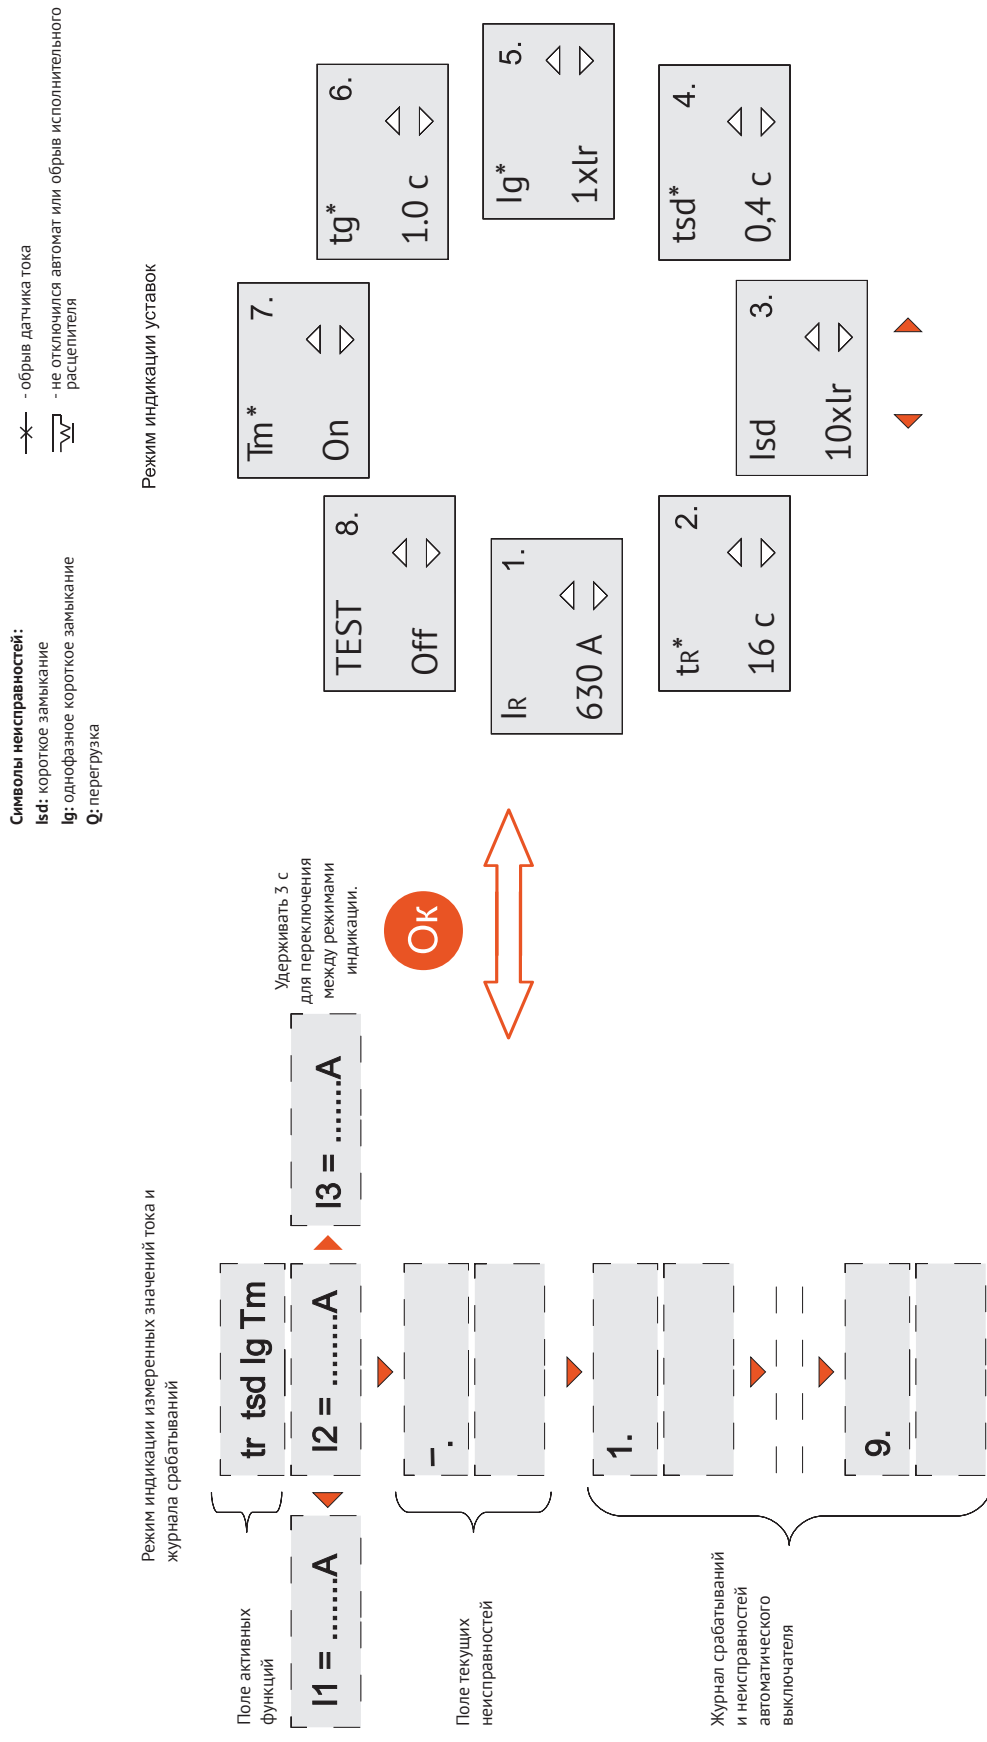 Режим индикации измеренных значений тока и
журнала срабатываний
Поле активных
функций
tr tsd Ig Tm
I1 = .......A
I2 = .........A
I3 = .......A
Поле текущих
неисправностей
–.
Журнал срабатываний
и неисправностей
автоматического
выключателя
1.
9.
Удерживать 3 с
для переключения
между режимами
индикации.
Ок
Символы неисправностей:
Isd: короткое замыкание
Ig: однофазное короткое замыкание
Q: перегрузка
- обрыв датчика тока
- не отключился автомат или обрыв исполнительного
расцепителя
Режим индикации уставок
IR 1.
630 A
tR* 2.
16 с
Isd 3.
10xIr
tsd* 4.
0,4 с
Ig* 5.
1xIr
tg* 6.
1.0 с
Tm* 7.
On
TEST 8.
Off